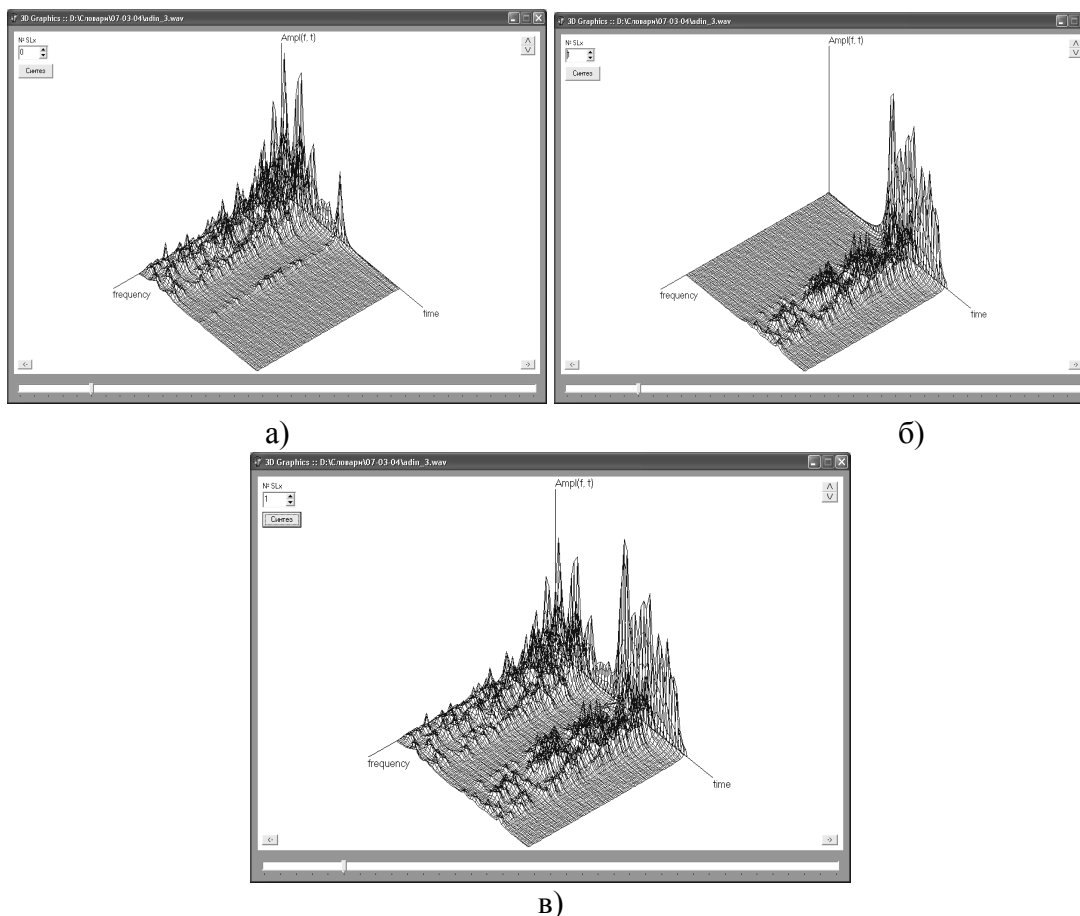 3D Graphics :: D:\Словари\07-03-04\adin_3.wav
№ SLx
0
Синтез
Ampl(f, t)
frequency
time
а)
3D Graphics :: D:\Словари\07-03-04\adin_3.wav
№ SLx
Синтез
Ampl(f, t)
frequency
time
б)
3D Graphics :: D:\Словари\07-03-04\adin_3.wav
№ SLx
1
Синтез
Ampl(f, t)
frequency
time
в)